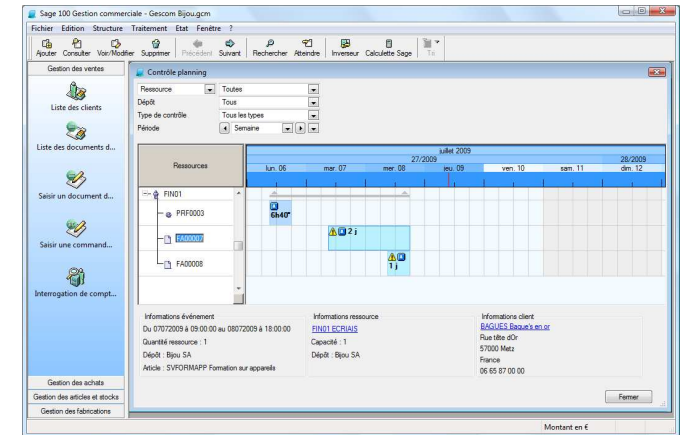 Sage 100 Gestion commerciale - Gescom Bijou.gcm
Fichier Edition Structure Traitement Etat Fenêtre ?
Ajouter Consulter Voir/Modifier Supprimer Précédent Suivant Rechercher Atteindre Inverseur Calculette Sage
Gestion des ventes
Liste des clients
Liste des documents d...
Saisir un document d...
Saisir une command...
Interrogation de compt...
Gestion des achats
Gestion des articles et stocks
Gestion des fabrications
Contrôle planning
Ressource Toutes
Dépôt Tous
Type de contrôle Tous les types
Période Semaine
juillet 2009
27/2009 28/2009
Ressources lun. 06 mar. 07 mer. 08 jeu. 09 ven. 10 sam. 11 dim. 12
FIN01
PRF0003 6h40"
FA00007 2 j
FA00008 1 j
Informations événement
Du 07072009 à 09:00:00 au 08072009 à 18:00:00
Quantité ressource : 1
Dépôt : Bijou SA
Article : SVFORMAPP Formation sur appareils
Informations ressource
FIN01 ECRIAIS
Capacité : 1
Dépôt : Bijou SA
Informations client
BAGUES Bague's en or
Rue tête dOr
57000 Metz
France
06 65 87 00 00
Fermer
Montant en €